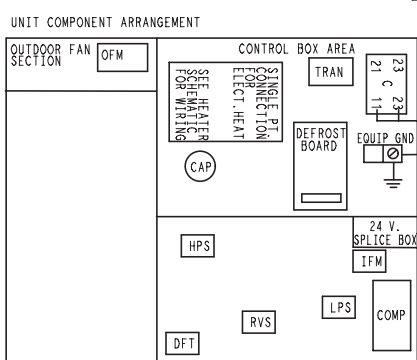 UNIT COMPONENT ARRANGEMENT
OUTDOOR FAN
SECTION
OFM
CONTROL BOX AREA
SINGLE PT.
CONNECTION
FOR
ELECT.HEAT
SEE HEATER
SCHEMATIC
FOR WIRING
TRAN
23
21
C
23
11
DEFROST
BOARD
EQUIP GND
CAP
24 V.
SPLICE BOX
HPS
IFM
LPS
COMP
RVS
DFT